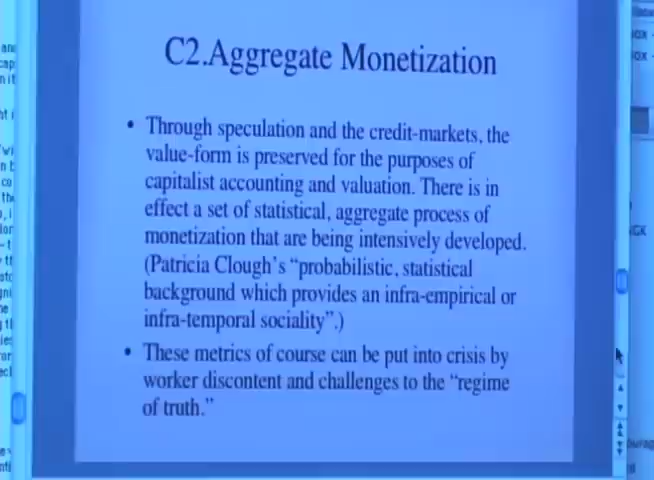 C2.Aggregate Monetization
• Through speculation and the credit-markets, the
value-form is preserved for the purposes of
capitalist accounting and valuation. There is in
effect a set of statistical, aggregate process of
monetization that are being intensively developed.
(Patricia Clough's “probabilistic, statistical
background which provides an infra-empirical or
infra-temporal sociality”.)
• These metrics of course can be put into crisis by
worker discontent and challenges to the “regime
of truth.”